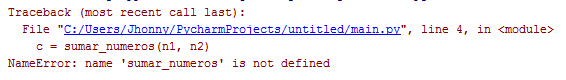 Traceback (most recent call last):
File "C:/Users/Jhonny/PycharmProjects/untitled/main.py", line 4, in <module>
c = sumar_numeros(n1, n2)
NameError: name 'sumar_numeros' is not defined